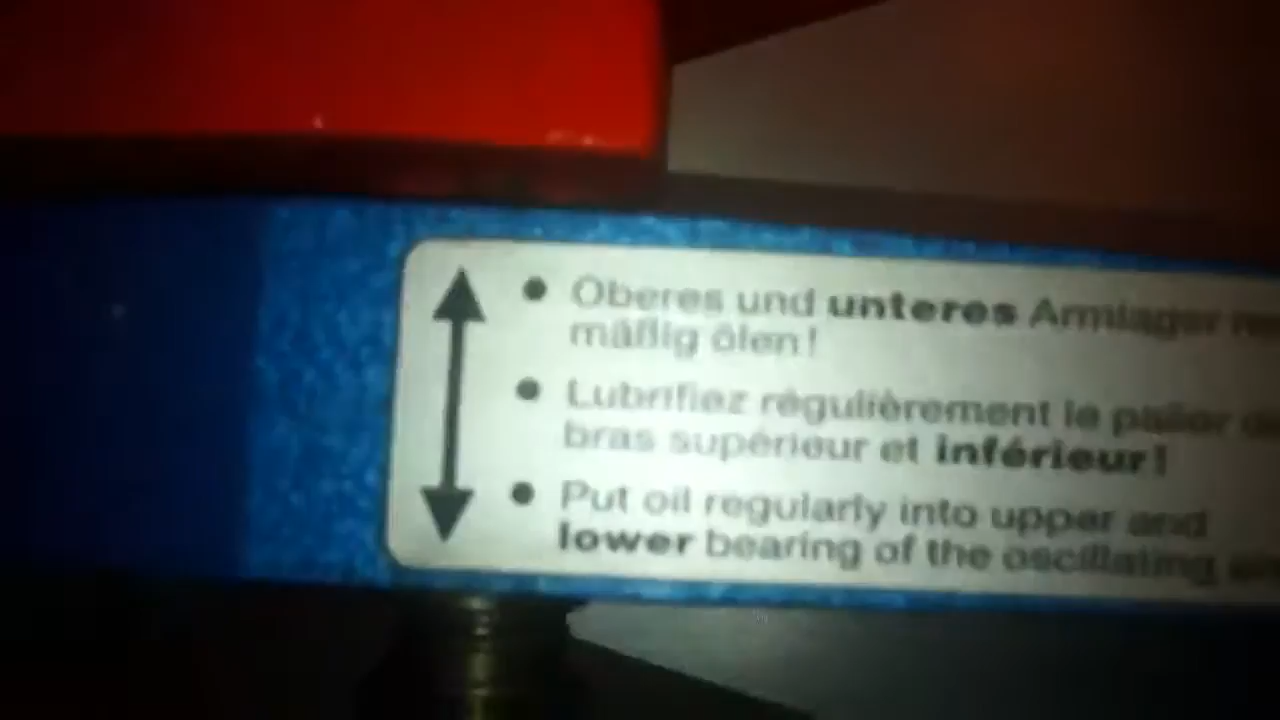 Oberes und unteres Armlager
mäßig ölen!
Lubrifiez régulièrement le palier
bras supérieur et inférieur!
Put oil regularly into upper and
lower bearing of the oscillating